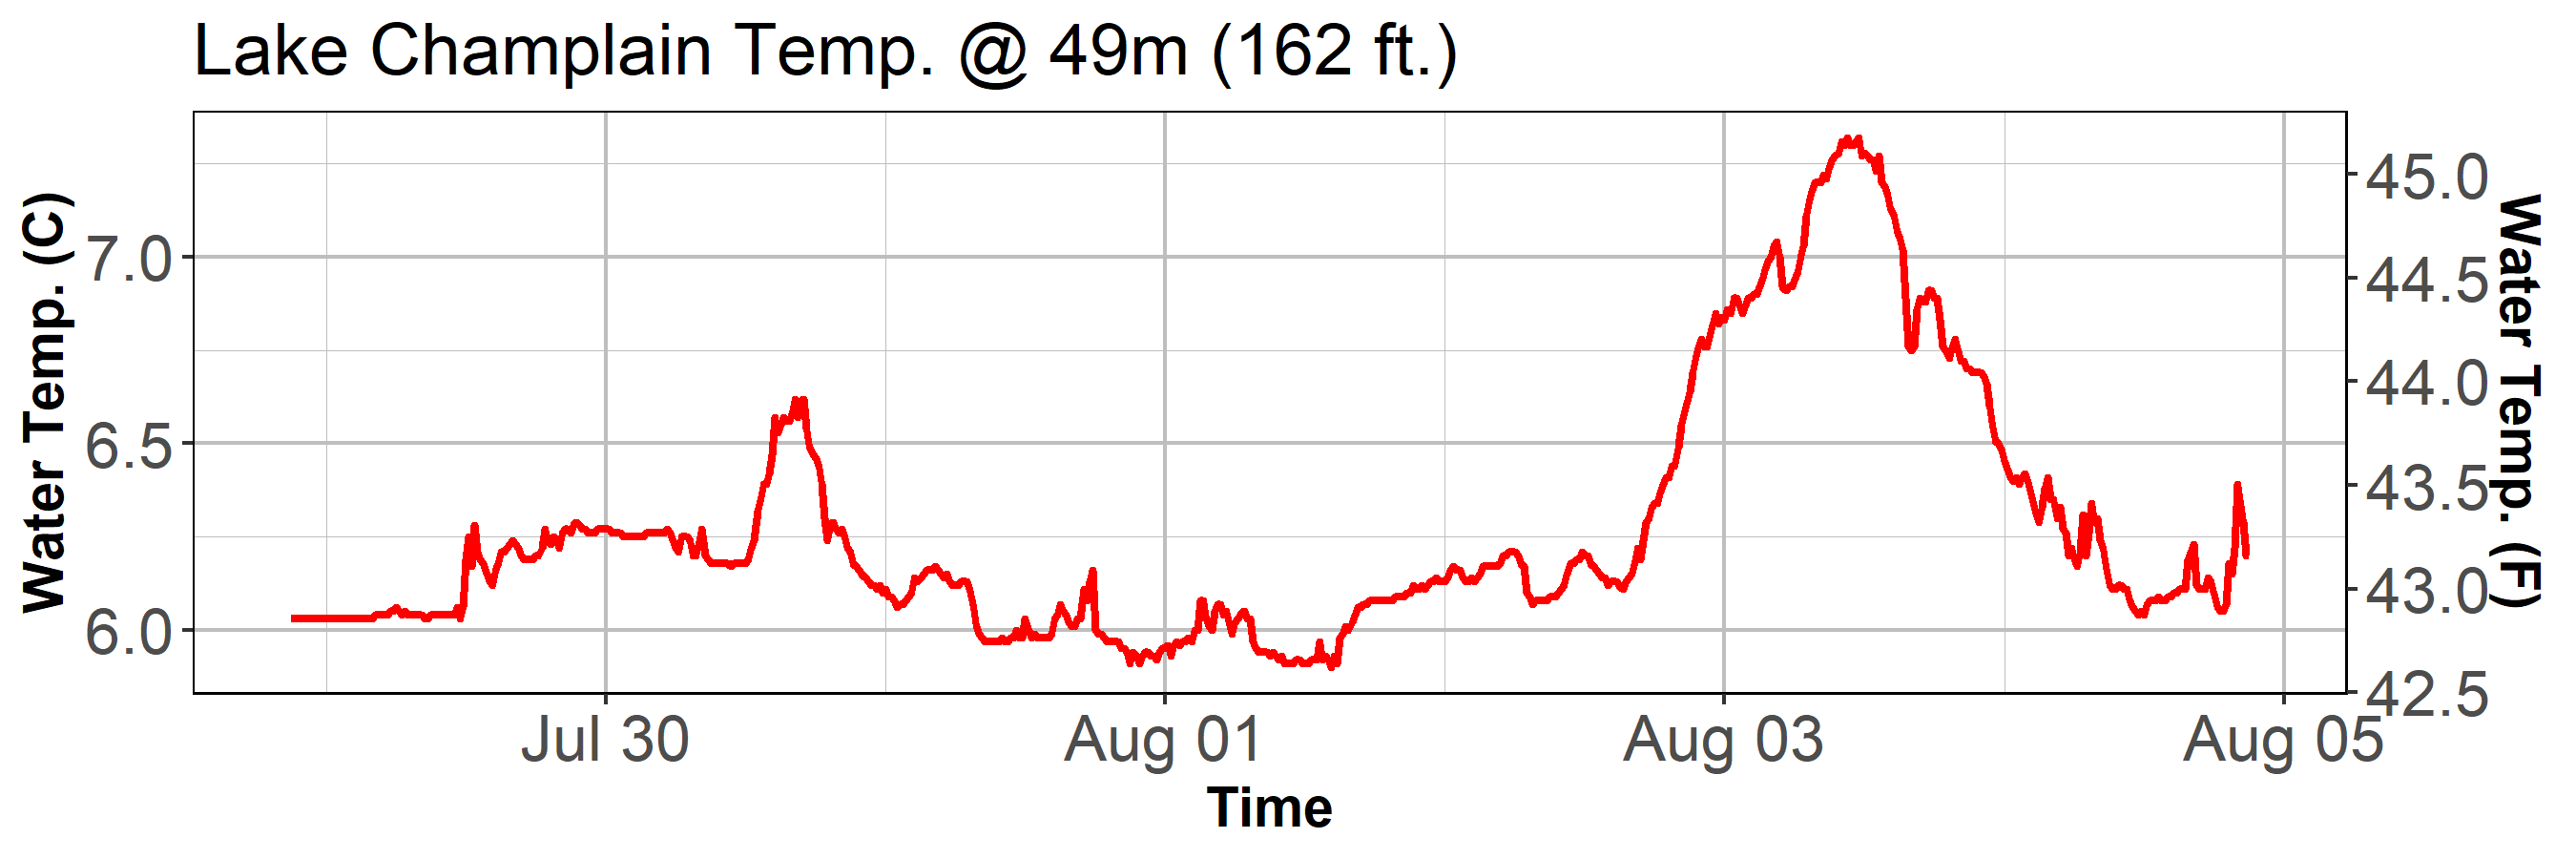 Lake Champlain Temp. @ 49m (162 ft.)
Water Temp. (C)
7.0
6.5
6.0
45.0
44.5
44.0
43.5
43.0
42.5
Water Temp. (F)
Jul 30
Aug 01
Aug 03
Aug 05
Time